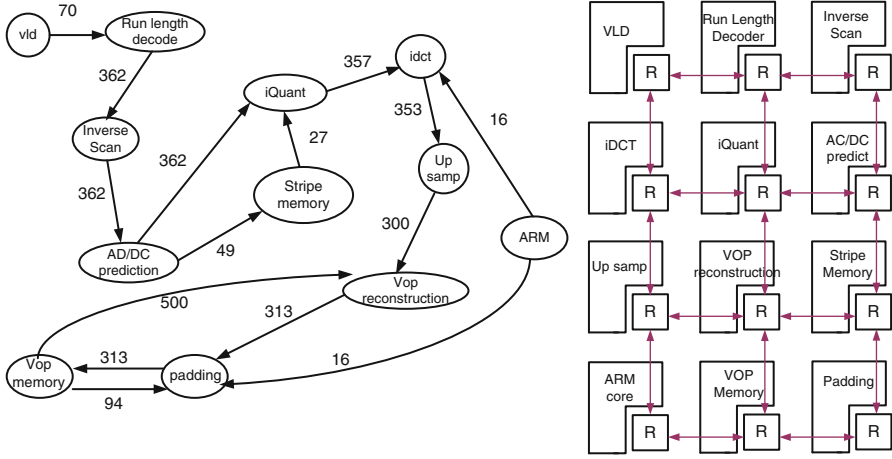 70
vld
Run length
decode
362
Inverse
Scan
362
AD/DC
prediction
362
49
iQuant
27
Stripe
memory
357
idct
353
16
Up
samp
300
ARM
Vop
reconstruction
500
313
16
Vop
memory
313
94
padding
VLD
R
Run Length
Decoder
R
Inverse
Scan
R
iDCT
R
iQuant
R
AC/DC
predict
R
Up samp
R
VOP
reconstruction
R
Stripe
Memory
R
ARM
core
R
VOP
Memory
R
Padding
R